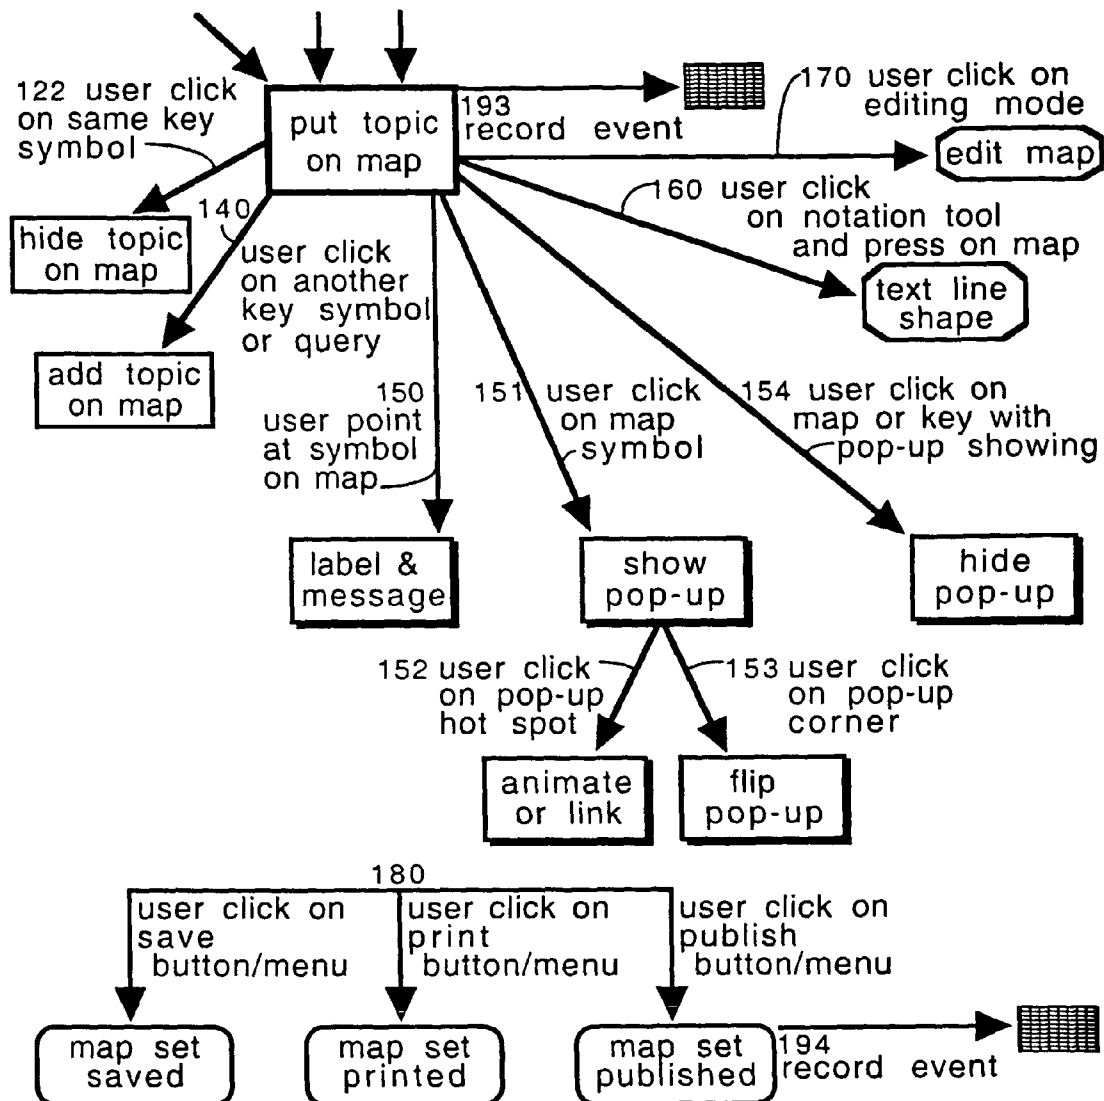 122 user click
on same key
symbol
put topic
on map
193
record event
170 user click on
editing mode
edit map
160 user click
on notation tool
and press on map
text line
shape
hide topic
on map
140
user click
on another
key symbol
or query
add topic
on map
150
user point
at symbol
on map
151 user click
on map
symbol
154 user click on
map or key with
pop-up showing
label &
message
show
pop-up
hide
pop-up
152 user click
on pop-up
hot spot
153 user click
on pop-up
corner
animate
or link
flip
pop-up
180
user click on
save
button/menu
user click on
print
button/menu
user click on
publish
button/menu
map set
saved
map set
printed
map set
published
194
record event